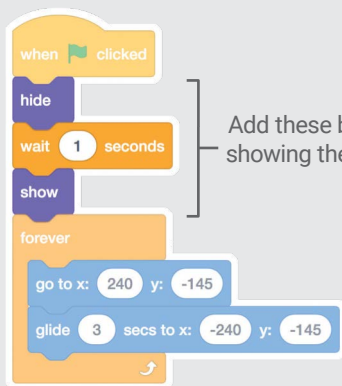 when clicked
hide
wait 1 seconds
show
Add these
showing the
forever
go to x: 240 y: -145
glide 3 secs to x: -240 y: -145